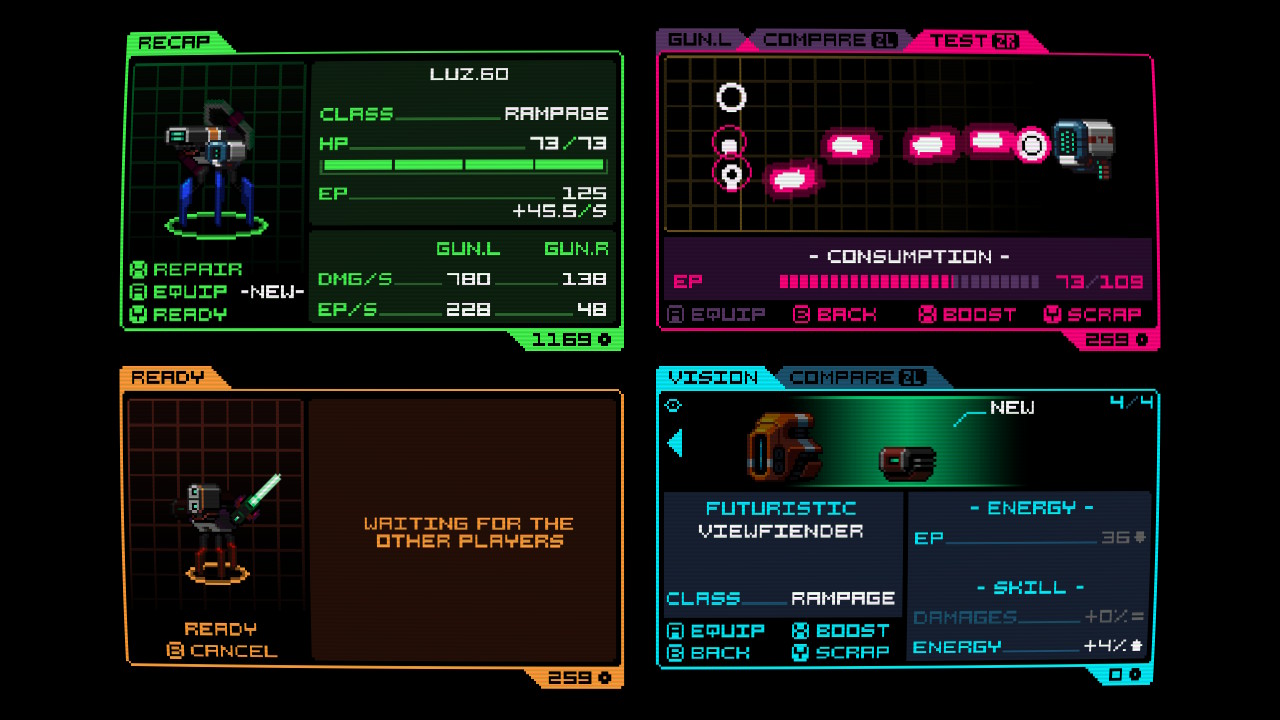 RECAP
LUZ.60
CLASS RAMPAGE
HP 73/73
EP 125
+45.5/S
GUN.L GUN.R
DMG/S 780 138
EP/S 228 48
X REPAIR
A EQUIP -NEW-
Y READY
1169
GUN.L COMPARE ZL TEST ZR
- CONSUMPTION -
EP 73/109
A EQUIP B BACK X BOOST Y SCRAP
259
READY
WAITING FOR THE
OTHER PLAYERS
READY
B CANCEL
259
VISION COMPARE ZL
NEW 4/4
FUTURISTIC
VIEWFIENDER
CLASS RAMPAGE
- ENERGY -
EP 36
- SKILL -
DAMAGES +0% =
ENERGY +4%
A EQUIP X BOOST
B BACK Y SCRAP
0